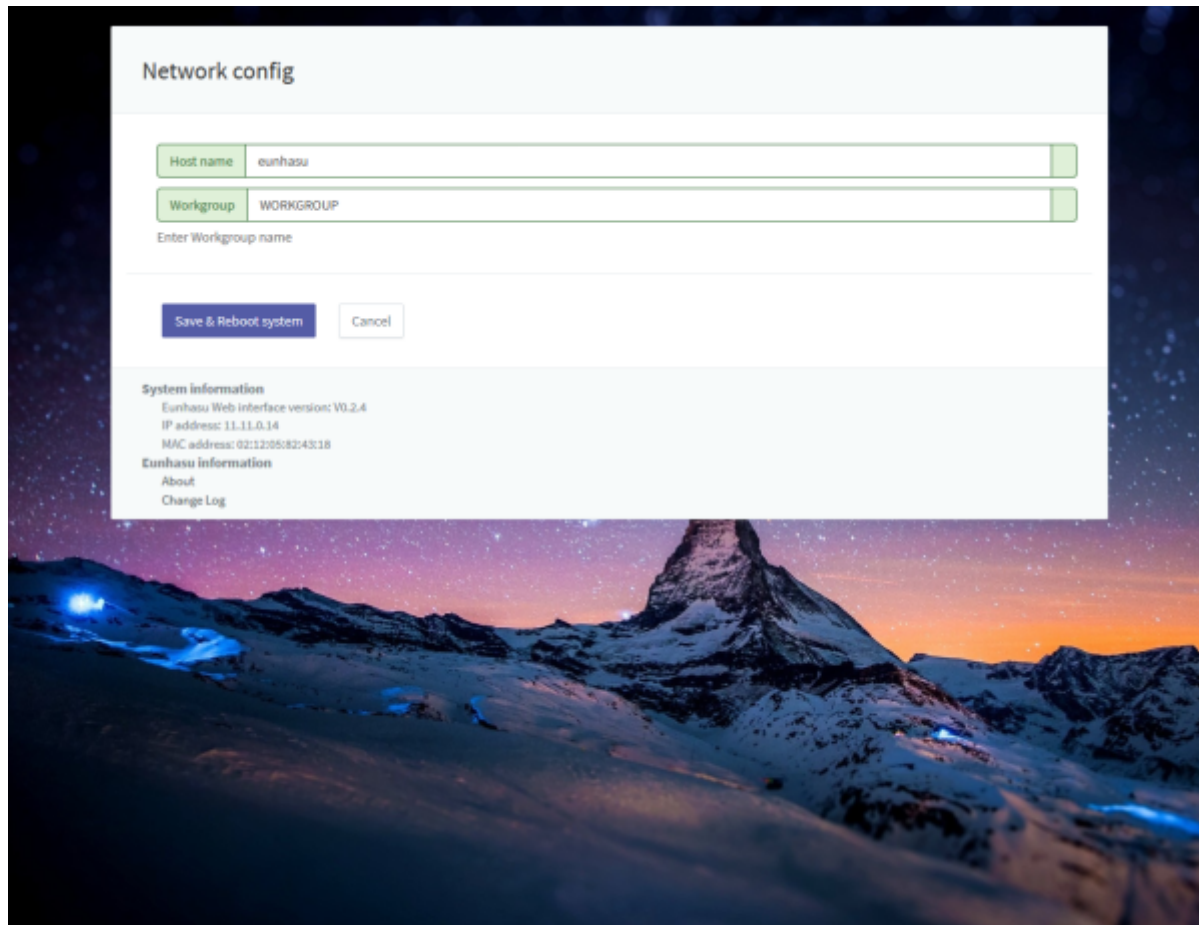 Network config
Host name eunhasu
Workgroup WORKGROUP
Enter Workgroup name
Save & Reboot system Cancel
System information
Eunhasu Web interface version: V0.2.4
IP address: 11.11.0.14
MAC address: 02:12:05:82:43:18
Eunhasu information
About
Change Log